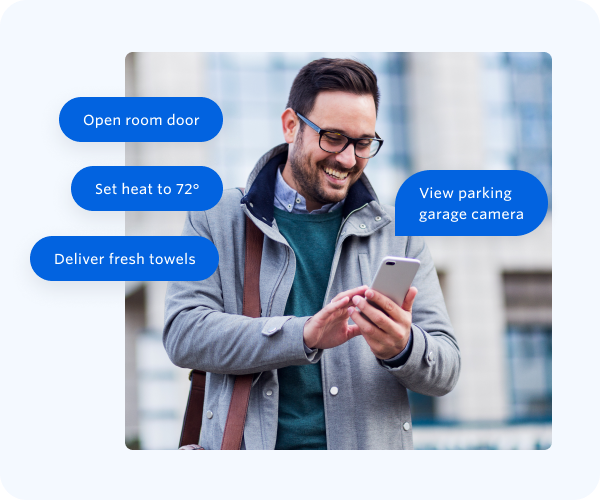 Open room door
Set heat to 72°
View parking
garage camera
Deliver fresh towels